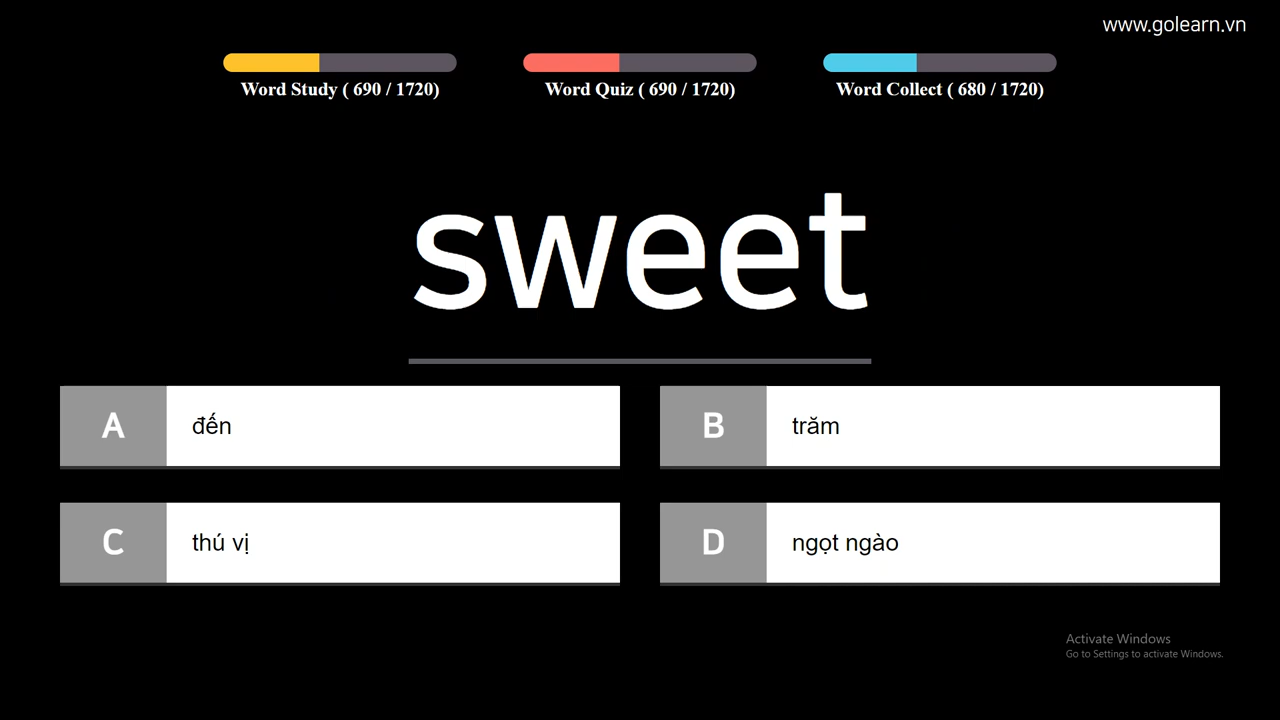 www.golearn.vn
Word Study ( 690 / 1720)
Word Quiz ( 690 / 1720)
Word Collect ( 680 / 1720)
sweet
A đến
B trăm
C thú vị
D ngọt ngào
Activate Windows
Go to Settings to activate Windows.